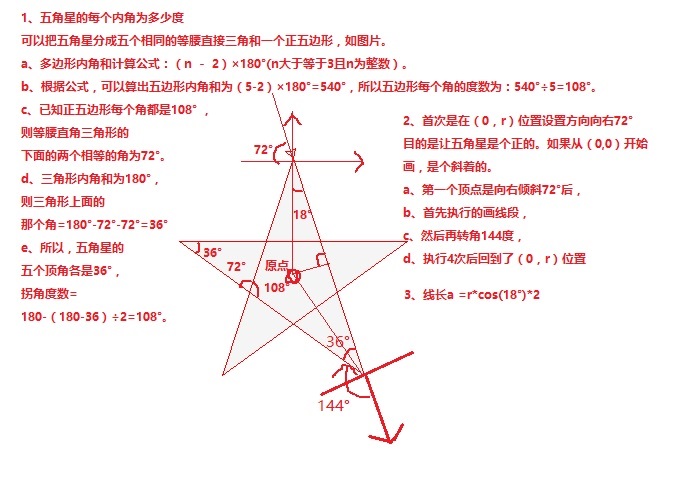 1、五角星的每个内角为多少度
可以把五角星分成五个相同的等腰直接三角和一个正五边形，如图片。
a、多边形内角和计算公式：（n － 2）×180°(n大于等于3且n为整数）。
b、根据公式，可以算出五边形内角和为（5-2）×180°=540°，所以五边形每个角的度数为：540°÷5=108°。
c、已知正五边形每个角都是108°，
则等腰直角三角形的
下面的两个相等的角为72°。
d、三角形内角和为180°，
则三角形上面的
那个角=180°-72°-72°=36°
e、所以，五角星的
五个顶角各是36°，
拐角度数=
180-（180-36）÷2=108°。
2、首次是在（0，r）位置设置方向向右72°
目的是让五角星是个正的。如果从（0,0）开始
画，是个斜着的。
a、第一个顶点是向右倾斜72°后，
b、首先执行的画线段，
c、然后再转角144度，
d、执行4次后回到了（0，r）位置
3、线长a =r*cos(18°)*2
72°
18°
36°
72°
原点
108°
36°
144°